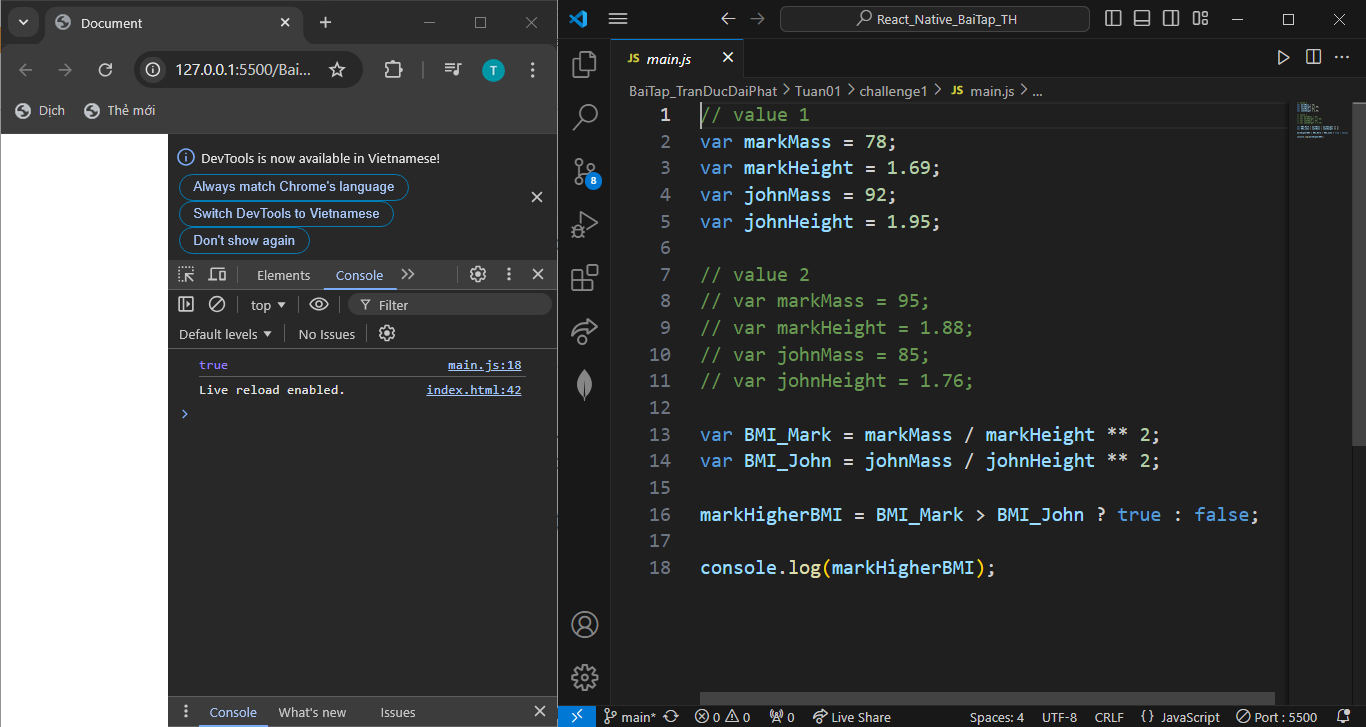 Document
127.0.0.1:5500/Bai...
T
Dịch
Thẻ mới
DevTools is now available in Vietnamese!
Always match Chrome's language
Switch DevTools to Vietnamese
Don't show again
Elements
Console
top
Filter
Default levels
No Issues
true
main.js:18
Live reload enabled.
index.html:42
Console
What's new
Issues
React_Native_BaiTap_TH
JS main.js
BaiTap_TranDucDaiPhat > Tuan01 > challenge1 > JS main.js > ...
8
1 // value 1
2 var markMass = 78;
3 var markHeight = 1.69;
4 var johnMass = 92;
5 var johnHeight = 1.95;
6
7 // value 2
8 // var markMass = 95;
9 // var markHeight = 1.88;
10 // var johnMass = 85;
11 // var johnHeight = 1.76;
12
13 var BMI_Mark = markMass / markHeight ** 2;
14 var BMI_John = johnMass / johnHeight ** 2;
15
16 markHigherBMI = BMI_Mark > BMI_John ? true : false;
17
18 console.log(markHigherBMI);
main* 0 0 0 Live Share Spaces: 4 UTF-8 CRLF {} JavaScript Port : 5500